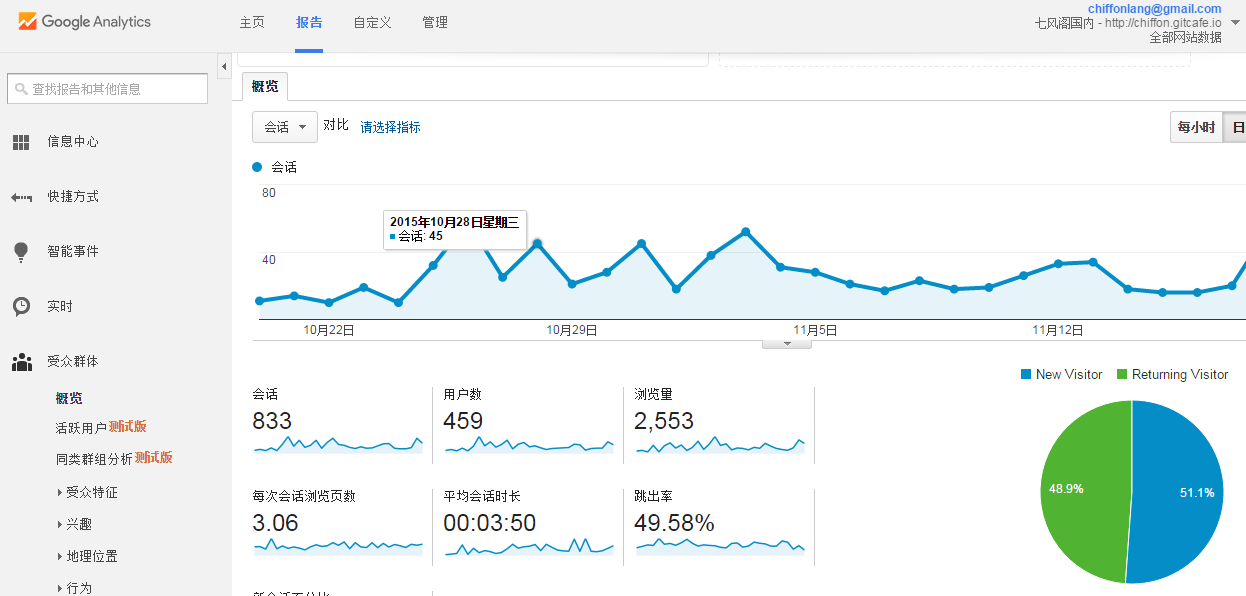 Google Analytics
主页 报告 自定义 管理
chiffonlang@gmail.com
七风阁国内 - http://chiffon.gitcafe.io
全部网站数据
查找报告和其他信息
信息中心
快捷方式
智能事件
实时
受众群体
概览
活跃用户测试版
同类群组分析测试版
受众特征
兴趣
地理位置
行为
概览
会话 对比 请选择指标
每小时 日
会话
80
40
2015年10月28日星期三
会话: 45
10月22日 10月29日 11月5日 11月12日
New Visitor Returning Visitor
会话 用户数 浏览量
833 459 2,553
每次会话浏览页数 平均会话时长 跳出率
3.06 00:03:50 49.58%
48.9% 51.1%